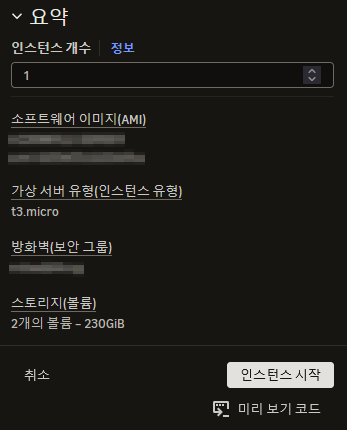 요약
인스턴스 개수
정보
1
소프트웨어 이미지(AMI)
가상 서버 유형(인스턴스 유형)
t3.micro
방화벽(보안 그룹)
스토리지(볼륨)
2개의 볼륨 - 230GiB
취소
인스턴스 시작
미리 보기 코드